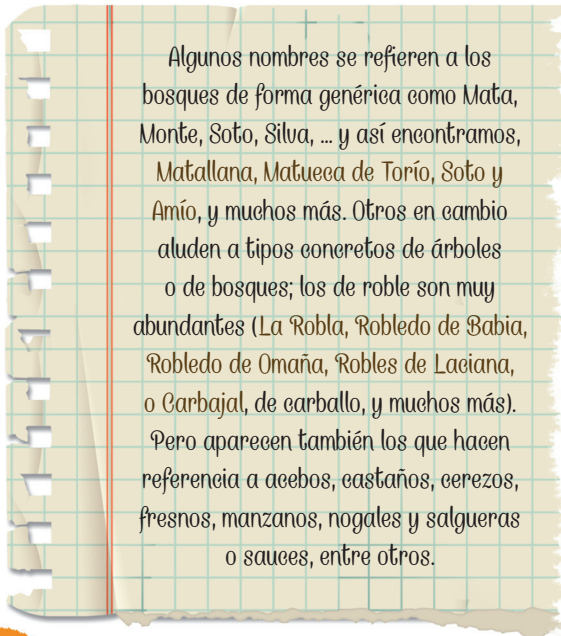 Algunos nombres se refieren a los
bosques de forma genérica como Mata,
Monte, Soto, Silva, ... y así encontramos,
Matallana, Matueca de Torío, Soto y
Amío, y muchos más. Otros en cambio
aluden a tipos concretos de árboles
o de bosques; los de roble son muy
abundantes (La Robla, Robledo de Babia,
Robledo de Omaña, Robles de Laciana,
o Carbajal, de carballo, y muchos más).
Pero aparecen también los que hacen
referencia a acebos, castaños, cerezos,
fresnos, manzanos, nogales y salgueras
o sauces, entre otros.